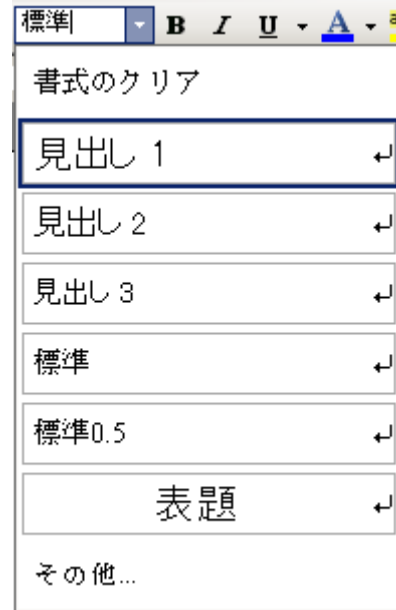 標準 B I U A a
書式のクリア
見出し 1
見出し 2
見出し 3
標準
標準0.5
表題
その他...